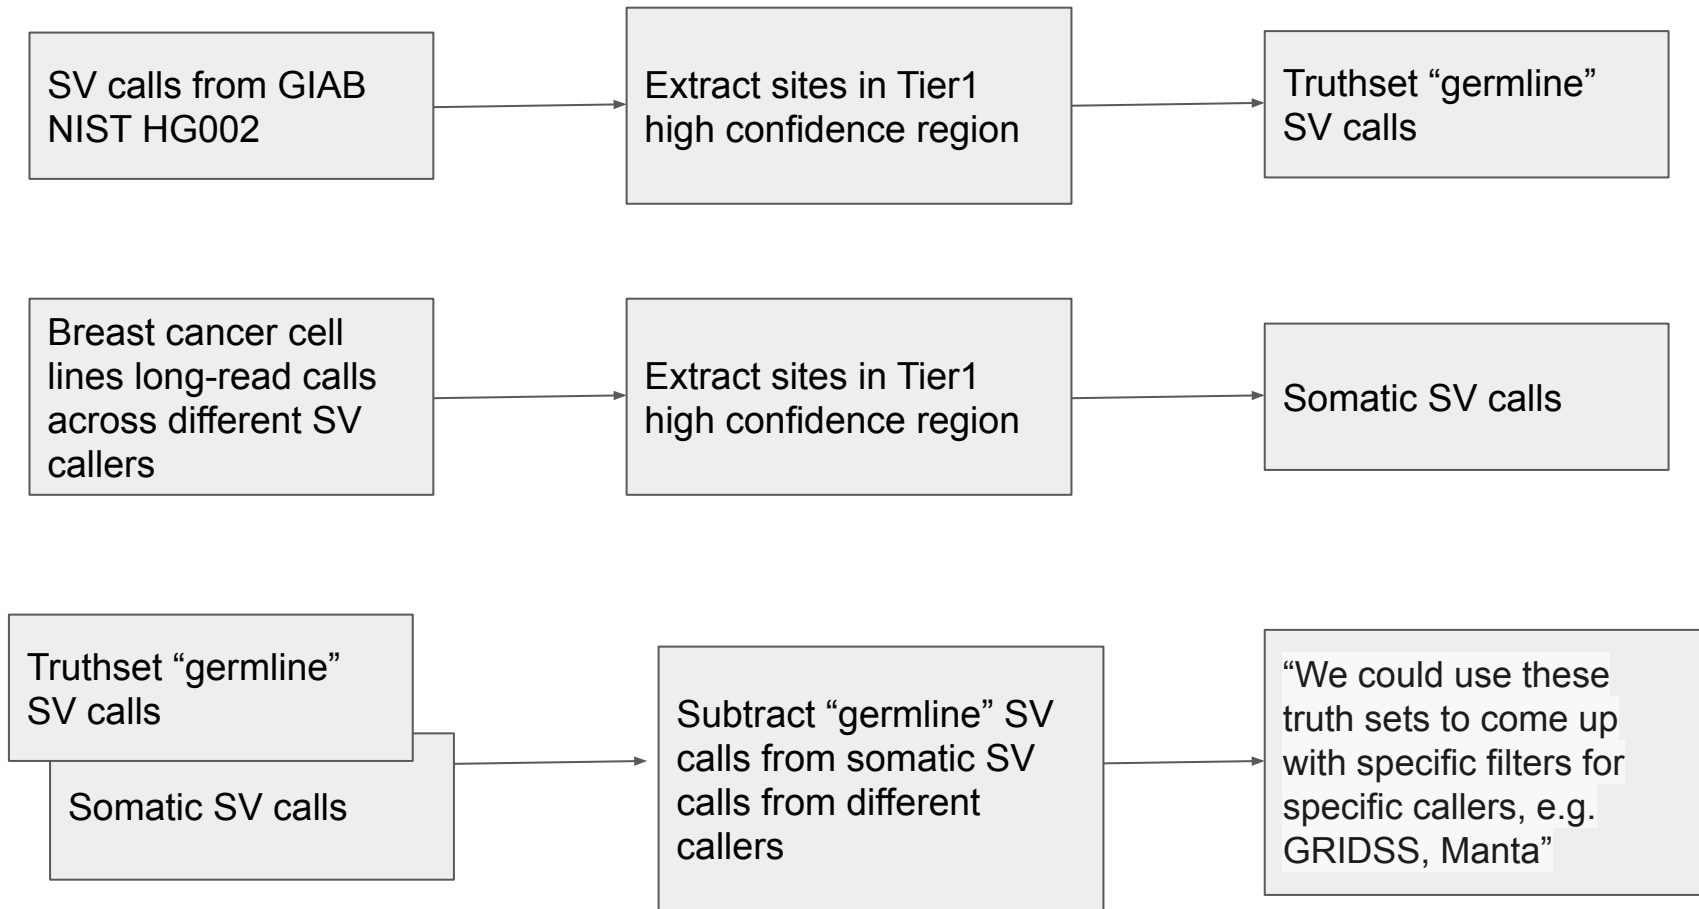 SV calls from GIAB
NIST HG002
Extract sites in Tier1
high confidence region
Truthset “germline”
SV calls
Breast cancer cell
lines long-read calls
across different SV
callers
Extract sites in Tier1
high confidence region
Somatic SV calls
Truthset “germline”
SV calls
Somatic SV calls
Subtract “germline” SV
calls from somatic SV
calls from different
callers
“We could use these
truth sets to come up
with specific filters for
specific callers, e.g.
GRIDSS, Manta”